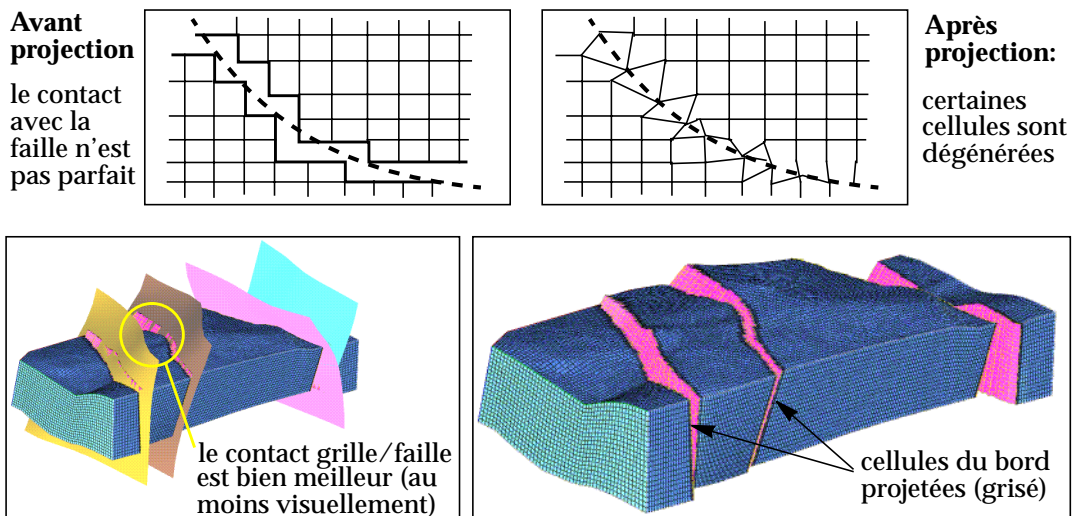 Avant
projection
le contact
avec la
faille n'est
pas parfait
Après
projection:
certaines
cellules sont
dégénérées
le contact grille/faille
est bien meilleur (au
moins visuellement)
cellules du bord
projetées (grisé)